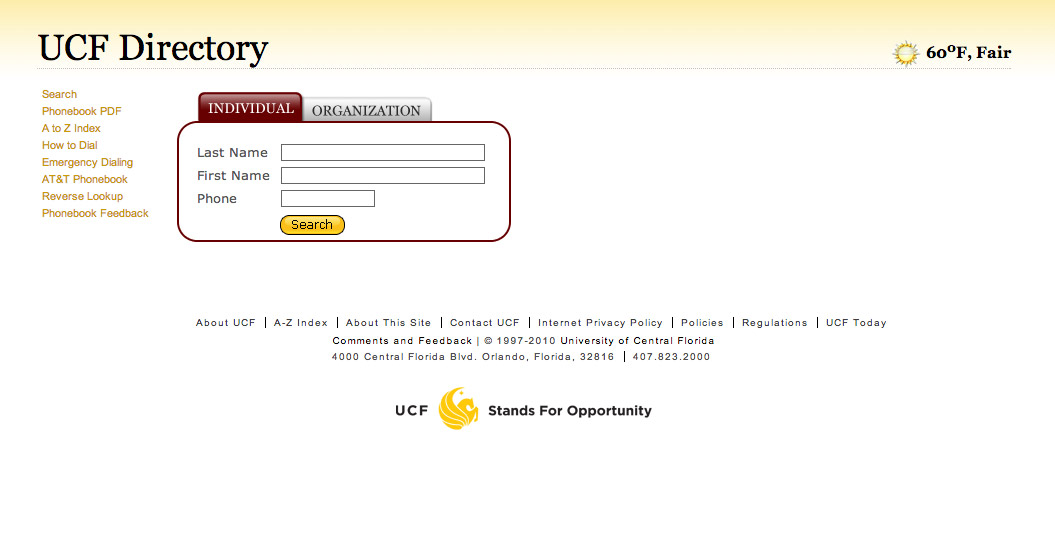 UCF Directory
60ºF, Fair
Search
Phonebook PDF
A to Z Index
How to Dial
Emergency Dialing
AT&T Phonebook
Reverse Lookup
Phonebook Feedback
INDIVIDUAL ORGANIZATION
Last Name
First Name
Phone
Search
About UCF | A-Z Index | About This Site | Contact UCF | Internet Privacy Policy | Policies | Regulations | UCF Today
Comments and Feedback | © 1997-2010 University of Central Florida
4000 Central Florida Blvd. Orlando, Florida, 32816 | 407.823.2000
UCF Stands For Opportunity